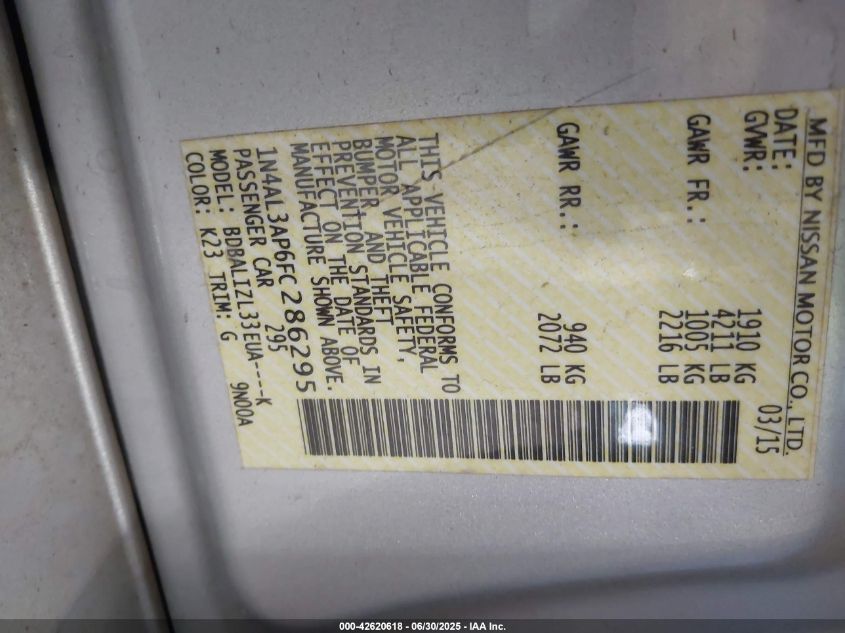 MFD BY NISSAN MOTOR CO., LTD.
DATE: 03/15
GVWR: 1910 KG
4211 LB
GAWR FR.: 1005 KG
2216 LB
GAWR RR.: 940 KG
2072 LB
THIS VEHICLE CONFORMS TO
ALL APPLICABLE FEDERAL
MOTOR VEHICLE SAFETY,
BUMPER AND THEFT
PREVENTION STANDARDS IN
EFFECT ON THE DATE OF
MANUFACTURE SHOWN ABOVE.
1N4AL3AP6FC286295
PASSENGER CAR 295
MODEL: BDBALIZL33EUA----K
COLOR: K23 TRIM: G 9N00A
000-42620618 - 06/30/2025 - IAA Inc.